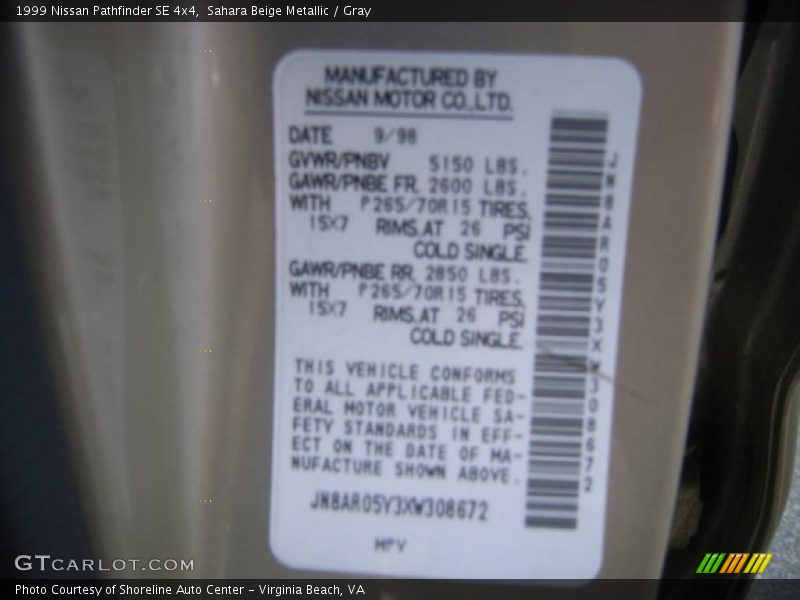 1999 Nissan Pathfinder SE 4x4, Sahara Beige Metallic / Gray
MANUFACTURED BY
NISSAN MOTOR CO.,LTD.
DATE 9/98
GVWR/PNBV 5150 LBS.
GAWR/PNBE FR. 2600 LBS.
WITH P265/70R15 TIRES,
15X7 RIMS,AT 26 PSI
COLD SINGLE.
GAWR/PNBE RR. 2850 LBS.
WITH P265/70R15 TIRES,
15X7 RIMS,AT 26 PSI
COLD SINGLE.
THIS VEHICLE CONFORMS
TO ALL APPLICABLE FED-
ERAL MOTOR VEHICLE SA-
FETY STANDARDS IN EFF-
ECT ON THE DATE OF MA-
NUFACTURE SHOWN ABOVE.
JN8AR05Y3XW308672
MPV
JN8AR05Y3XW308672
GTCARLOT.COM
Photo Courtesy of Shoreline Auto Center - Virginia Beach, VA